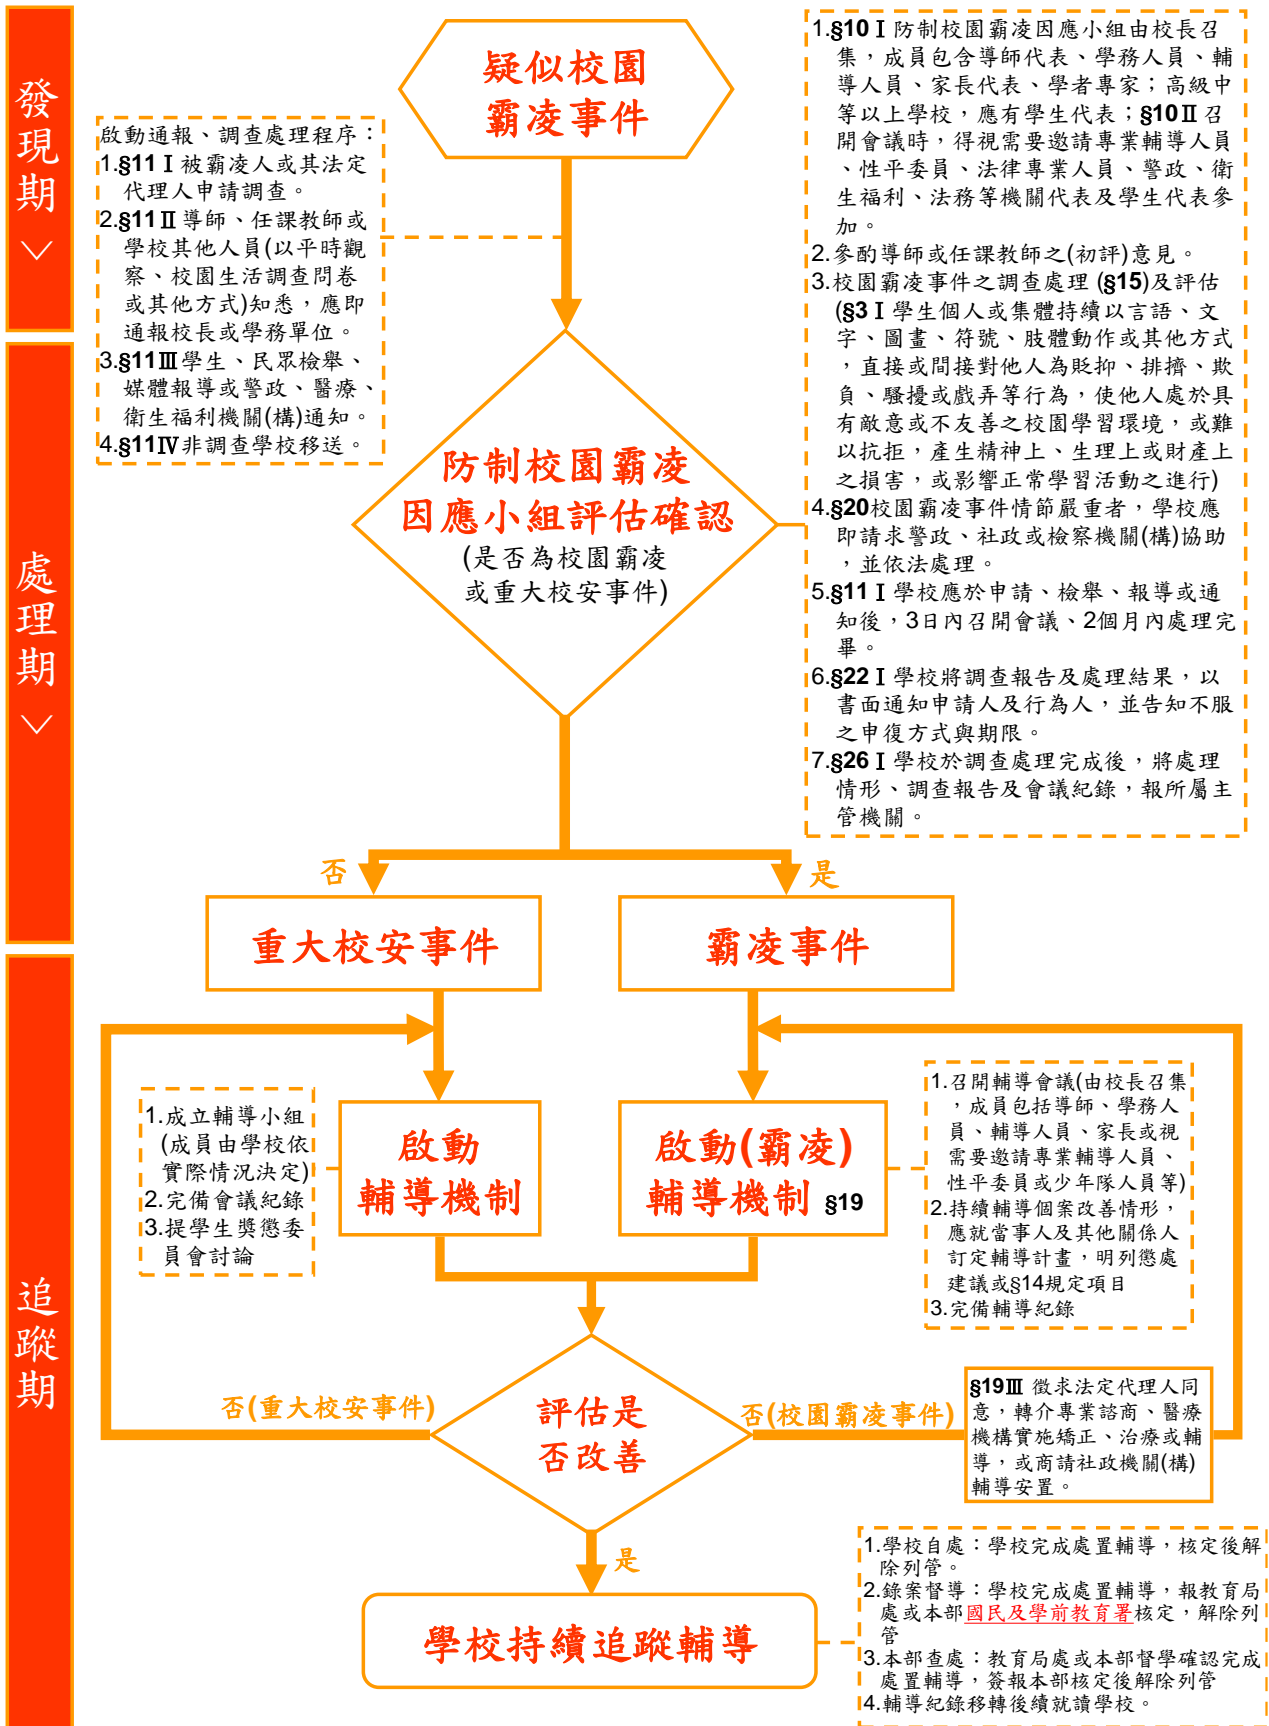 發現期
疑似校園
霸凌事件
啟動通報、調查處理程序：
1.§11Ⅰ被霸凌人或其法定
代理人申請調查。
2.§11Ⅱ導師、任課教師或
學校其他人員(以平時觀
察、校園生活調查問卷
或其他方式)知悉，應即
通報校長或學務單位。
3.§11Ⅲ學生、民眾檢舉、
媒體報導或警政、醫療、
衛生福利機關(構)通知。
4.§11Ⅳ非調查學校移送。
1.§10Ⅰ防制校園霸凌因應小組由校長召
集，成員包含導師代表、學務人員、輔
導人員、家長代表、學者專家；高級中
等以上學校，應有學生代表；§10Ⅱ召
開會議時，得視需要邀請專業輔導人員
、性平委員、法律專業人員、警政、衛
生福利、法務等機關代表及學生代表參
加。
2.參酌導師或任課教師之(初評)意見。
3.校園霸凌事件之調查處理 (§15)及評估
(§3Ⅰ學生個人或集體持續以言語、文
字、圖畫、符號、肢體動作或其他方式
，直接或間接對他人為貶抑、排擠、欺
負、騷擾或戲弄等行為，使他人處於具
有敵意或不友善之校園學習環境，或難
以抗拒，產生精神上、生理上或財產上
之損害，或影響正常學習活動之進行)
4.§20校園霸凌事件情節嚴重者，學校應
即請求警政、社政或檢察機關(構)協助
，並依法處理。
5.§11Ⅰ學校應於申請、檢舉、報導或通
知後，3日內召開會議、2個月內處理完
畢。
6.§22Ⅰ學校將調查報告及處理結果，以
書面通知申請人及行為人，並告知不服
之申復方式與期限。
7.§26Ⅰ學校於調查處理完成後，將處理
情形、調查報告及會議紀錄，報所屬主
管機關。
處理期
防制校園霸凌
因應小組評估確認
(是否為校園霸凌
或重大校安事件)
否
是
重大校安事件
霸凌事件
追蹤期
1.成立輔導小組
(成員由學校依
實際情況決定)
2.完備會議紀錄
3.提學生獎懲委
員會討論
啟動
輔導機制
啟動(霸凌)
輔導機制 §19
1.召開輔導會議(由校長召集
，成員包括導師、學務人
員、輔導人員、家長或視
需要邀請專業輔導人員、
性平委員或少年隊人員等)
2.持續輔導個案改善情形，
應就當事人及其他關係人
訂定輔導計畫，明列懲處
建議或§14規定項目
3.完備輔導紀錄
否(重大校安事件)
評估是
否改善
否(校園霸凌事件)
§19Ⅲ 徵求法定代理人同
意，轉介專業諮商、醫療
機構實施矯正、治療或輔
導，或商請社政機關(構)
輔導安置。
是
學校持續追蹤輔導
1.學校自處：學校完成處置輔導，核定後解
除列管。
2.錄案督導：學校完成處置輔導，報教育局
處或本部國民及學前教育署核定，解除列
管
3.本部查處：教育局處或本部督學確認完成
處置輔導，簽報本部核定後解除列管
4.輔導紀錄移轉後續就讀學校。